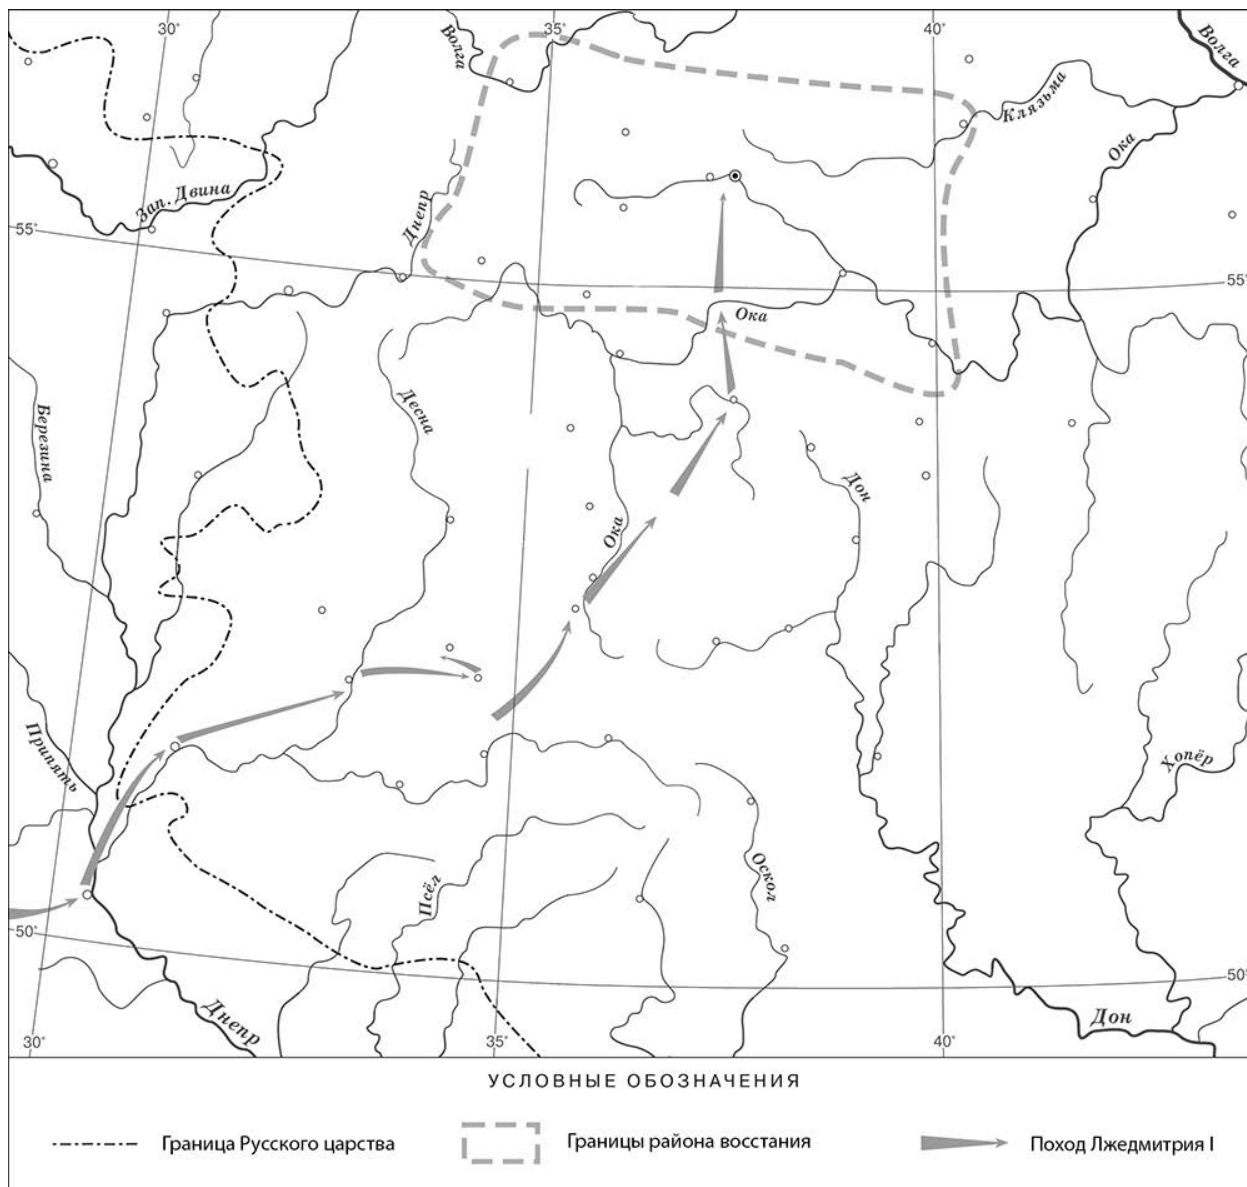 30°
35°
40°
Волга
Волга
Клязьма
Ока
Зап. Двина
Днепр
55°
55°
Ока
Березина
Десна
Дон
Ока
Припять
Хопёр
Псёл
Оскол
50°
50°
Днепр
Дон
30°
35°
40°
УСЛОВНЫЕ ОБОЗНАЧЕНИЯ
Граница Русского царства
Границы района восстания
Поход Лжедмитрия I